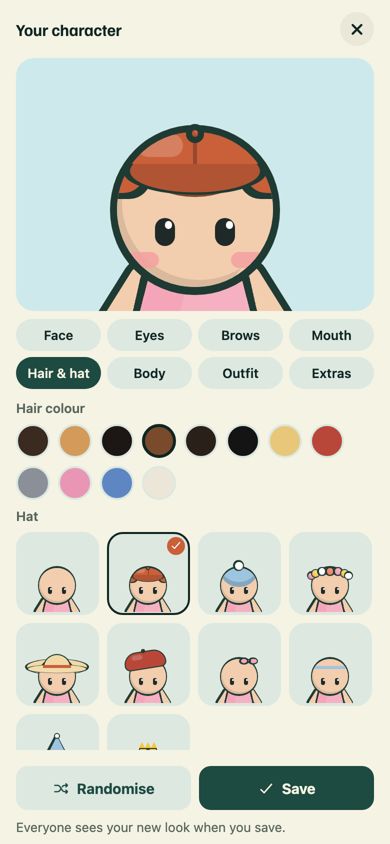 Your character
Face
Eyes
Brows
Mouth
Hair & hat
Body
Outfit
Extras
Hair colour
Hat
Randomise
Save
Everyone sees your new look when you save.